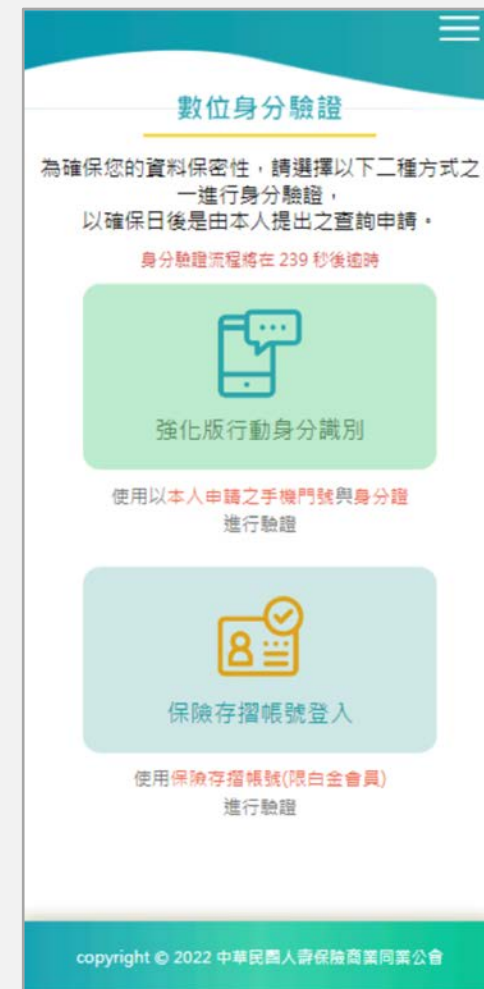 數位身分驗證
為確保您的資料保密性，請選擇以下二種方式之
一進行身分驗證，
以確保日後是由本人提出之查詢申請。
身分驗證流程將在 239 秒後逾時
強化版行動身分識別
使用以本人申請之手機門號與身分證
進行驗證
保險存摺帳號登入
使用保險存摺帳號(限白金會員)
進行驗證
copyright © 2022 中華民國人壽保險商業同業公會